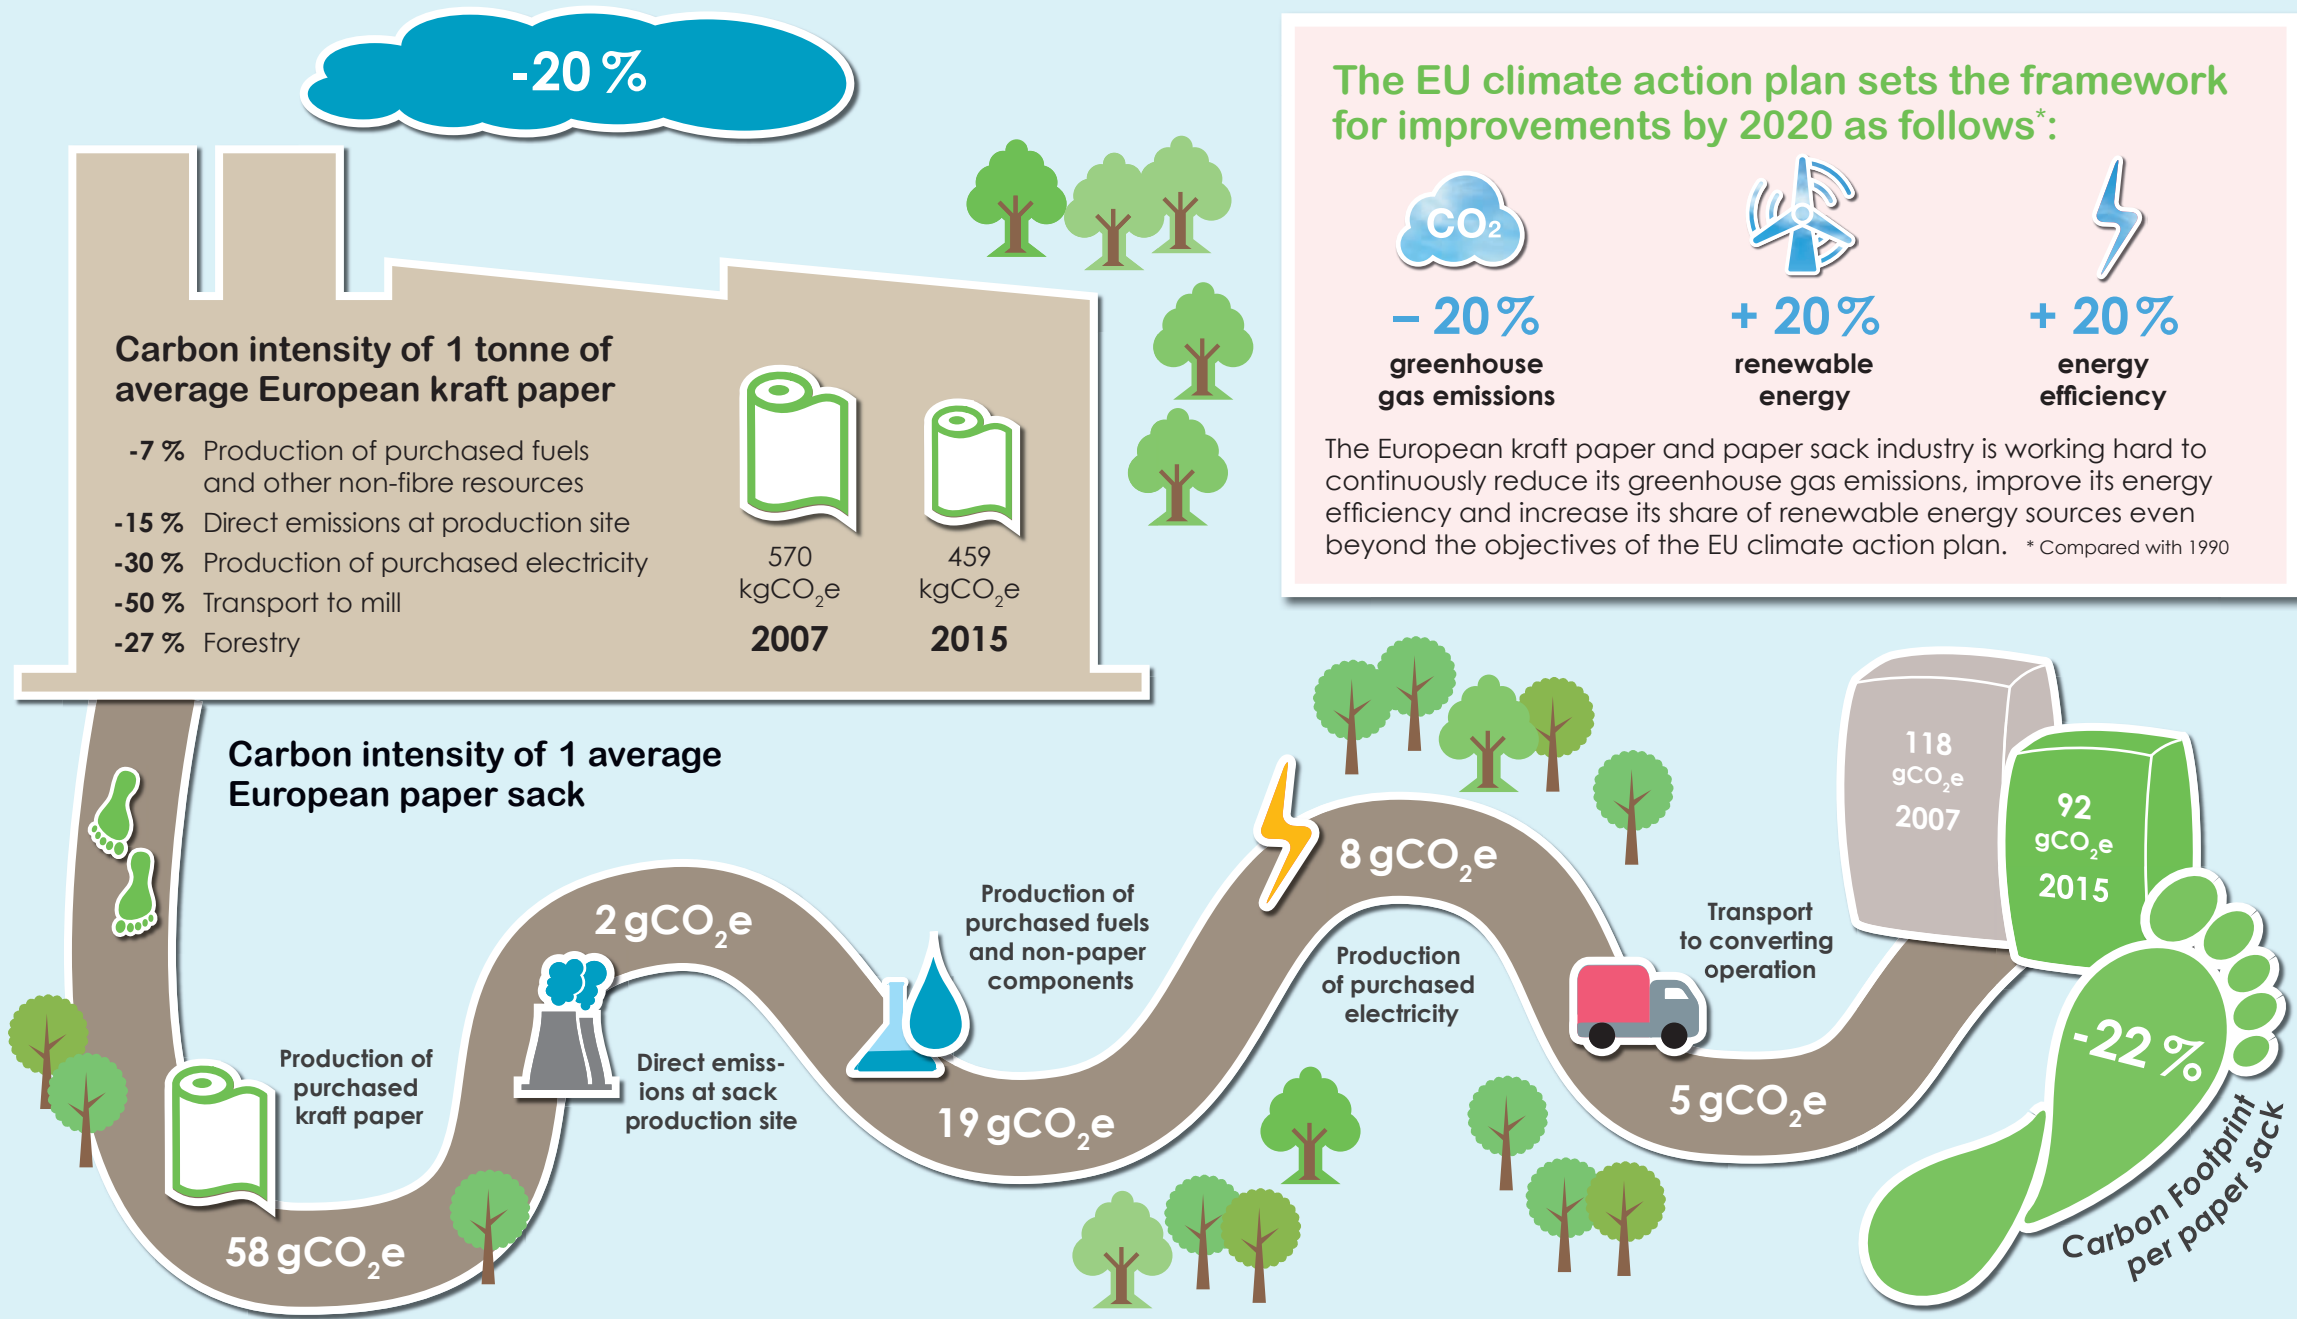 -20 %
The EU climate action plan sets the framework
for improvements by 2020 as follows*:
CO2
– 20 %
greenhouse
gas emissions
+ 20 %
renewable
energy
+ 20 %
energy
efficiency
The European kraft paper and paper sack industry is working hard to
continuously reduce its greenhouse gas emissions, improve its energy
efficiency and increase its share of renewable energy sources even
beyond the objectives of the EU climate action plan. * Compared with 1990
Carbon intensity of 1 tonne of
average European kraft paper
-7 % Production of purchased fuels
and other non-fibre resources
-15 % Direct emissions at production site
-30 % Production of purchased electricity
-50 % Transport to mill
-27 % Forestry
570
kgCO2e
2007
459
kgCO2e
2015
Carbon intensity of 1 average
European paper sack
Production of
purchased
kraft paper
58 gCO2e
2 gCO2e
Direct emiss-
ions at sack
production site
Production of
purchased fuels
and non-paper
components
19 gCO2e
8 gCO2e
Production
of purchased
electricity
Transport
to converting
operation
5 gCO2e
118
gCO2e
2007
92
gCO2e
2015
-22 %
Carbon Footprint
per paper sack